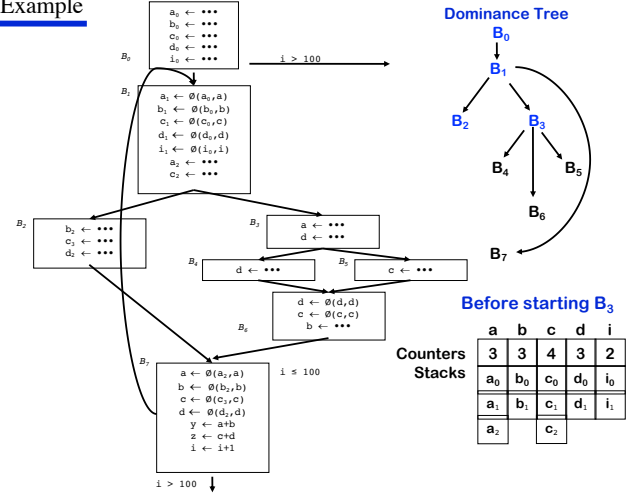 Example
B₀
a₀ ← •••
b₀ ← •••
c₀ ← •••
d₀ ← •••
i₀ ← •••
i > 100
B₁
a₁ ← Ø(a₀,a)
b₁ ← Ø(b₀,b)
c₁ ← Ø(c₀,c)
d₁ ← Ø(d₀,d)
i₁ ← Ø(i₀,i)
a₂ ← •••
c₂ ← •••
B₂
b₂ ← •••
c₃ ← •••
d₂ ← •••
B₃
a ← •••
d ← •••
B₄
d ← •••
B₅
c ← •••
B₆
d ← Ø(d,d)
c ← Ø(c,c)
b ← •••
B₇
i ≤ 100
a ← Ø(a₂,a)
b ← Ø(b₂,b)
c ← Ø(c₃,c)
d ← Ø(d₂,d)
y ← a+b
z ← c+d
i ← i+1
i > 100
Dominance Tree
B₀
B₁
B₂ B₃
B₄ B₅
B₆
B₇
Before starting B₃
a b c d i
Counters 3 3 4 3 2
Stacks a₀ b₀ c₀ d₀ i₀
a₁ b₁ c₁ d₁ i₁
a₂ c₂